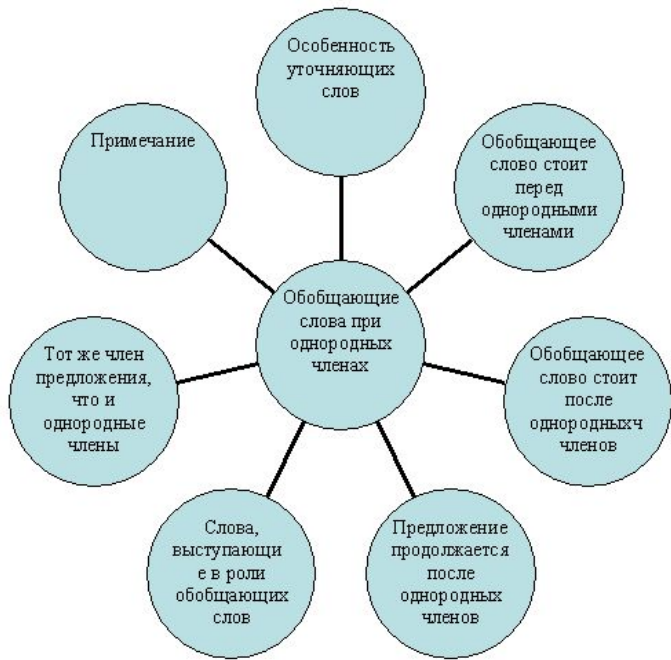 Особенность
уточняющих
слов
Обобщающее
слово стоит
перед
однородными
членами
Обобщающее
слово стоит
после
однородныхч
членов
Предложение
продолжается
после
однородных
членов
Слова,
выступающи
е в роли
обобщающих
слов
Тот же член
предложения,
что и
однородные
члены
Примечание
Обобщающие
слова при
однородных
членах